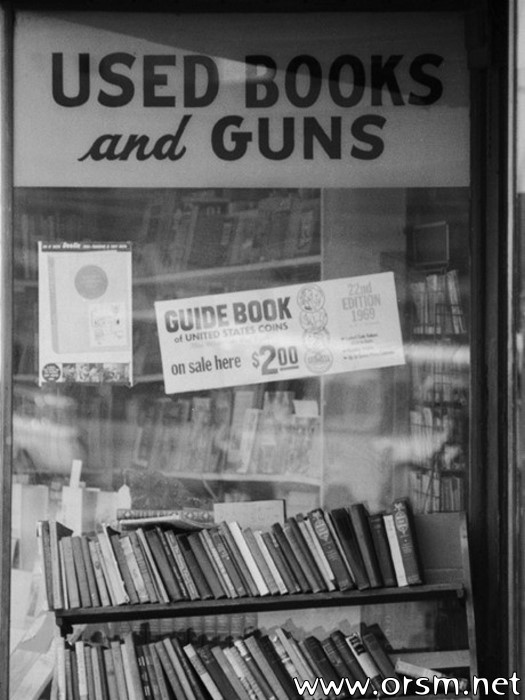 USED BOOKS
and GUNS
GUIDE BOOK
of UNITED STATES COINS
on sale here $2.00
22nd
EDITION
1969
www.orsm.net